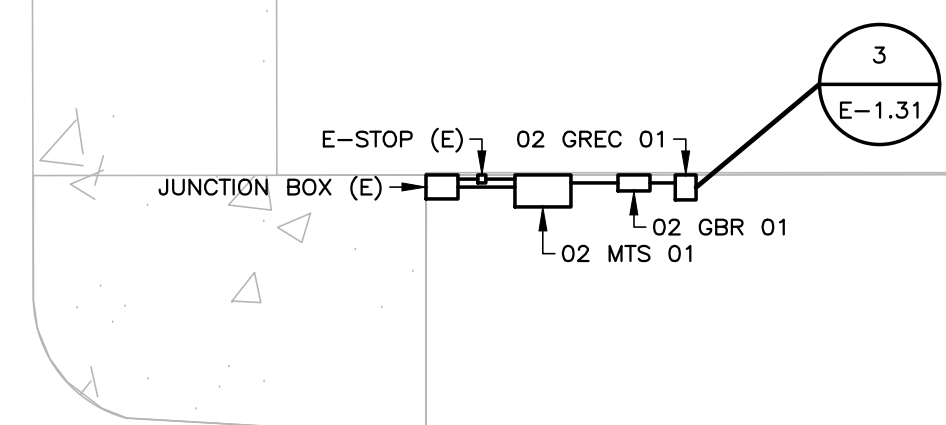 3
E-1.31
E-STOP (E)
02 GREC 01
JUNCTION BOX (E)
02 GBR 01
02 MTS 01